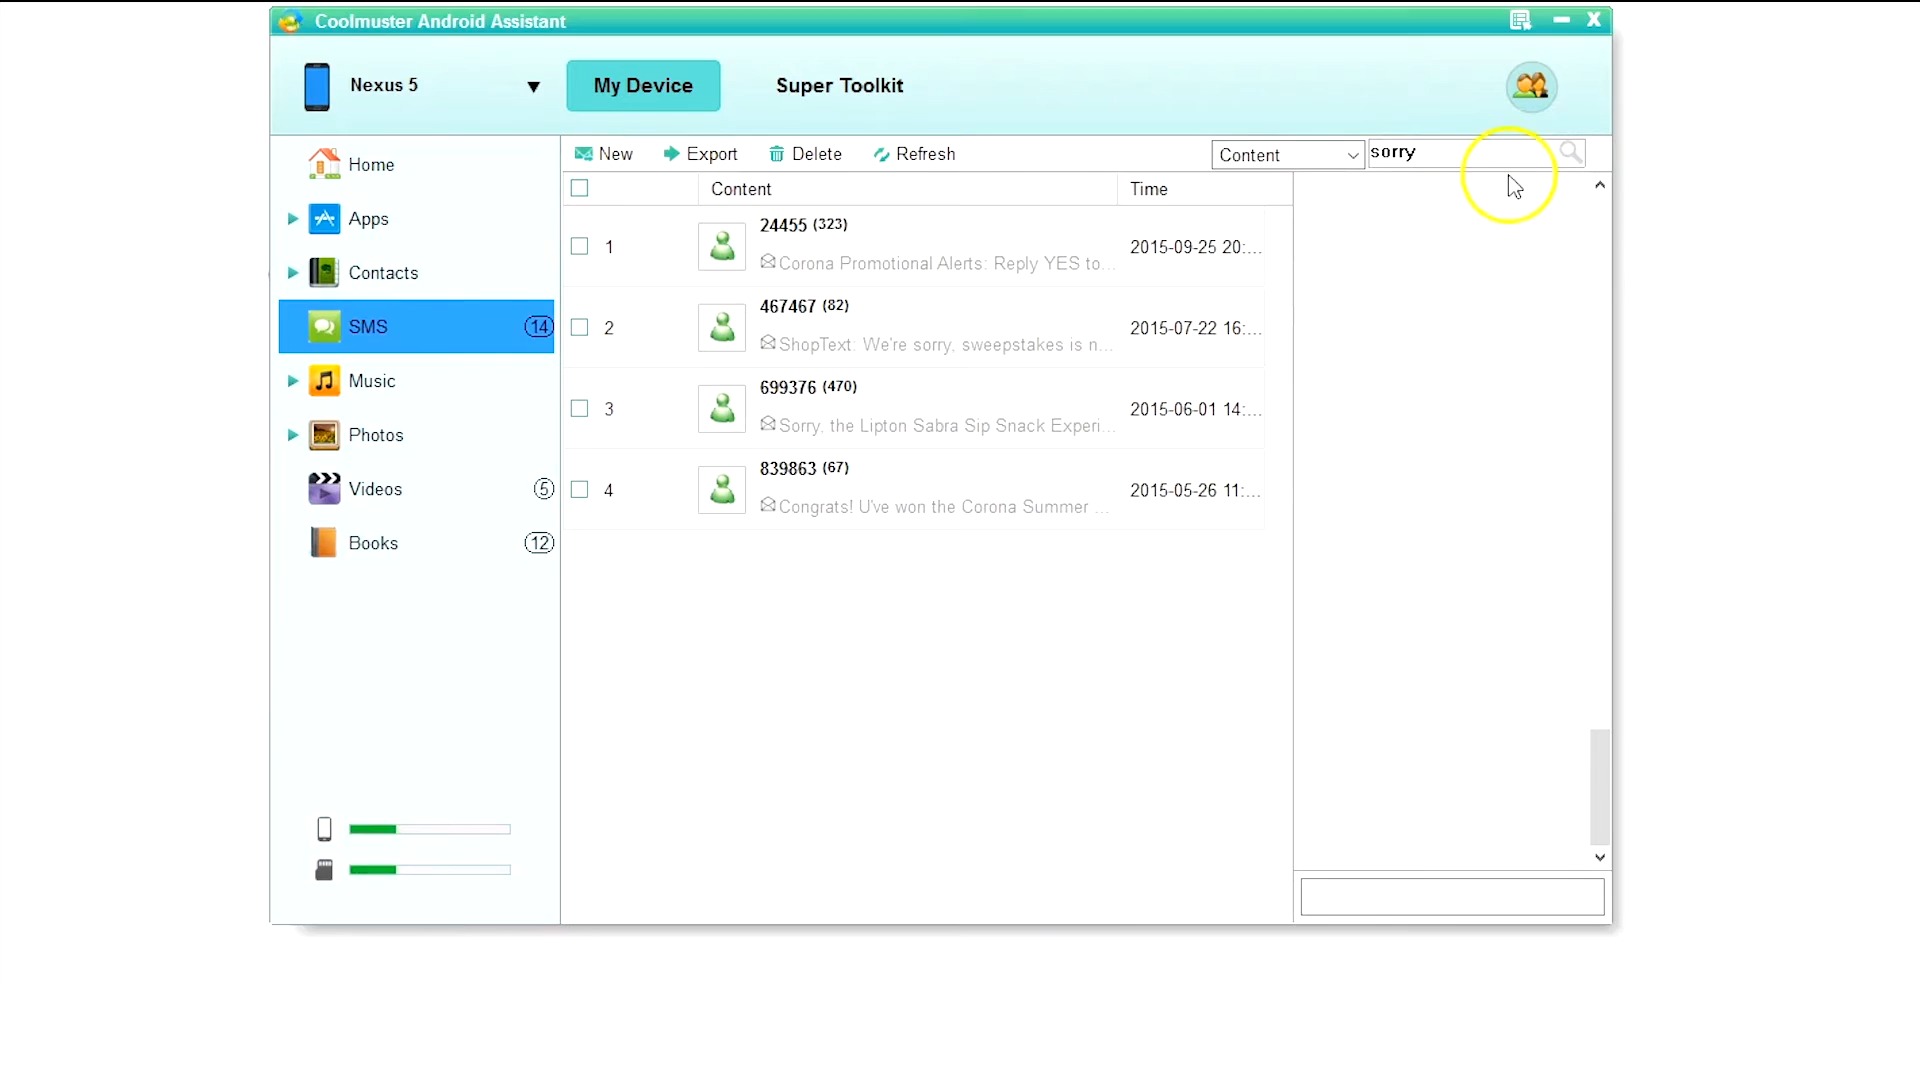 Coolmuster Android Assistant
Nexus 5
My Device
Super Toolkit
Home
Apps
Contacts
SMS 14
Music
Photos
Videos 5
Books 12
New Export Delete Refresh Content sorry
Content Time
1 24455 (323) Corona Promotional Alerts: Reply YES to... 2015-09-25 20:...
2 467467 (82) ShopText: We're sorry, sweepstakes is n... 2015-07-22 16:...
3 699376 (470) Sorry, the Lipton Sabra Sip Snack Experi... 2015-06-01 14:...
4 839863 (67) Congrats! U've won the Corona Summer ... 2015-05-26 11:...